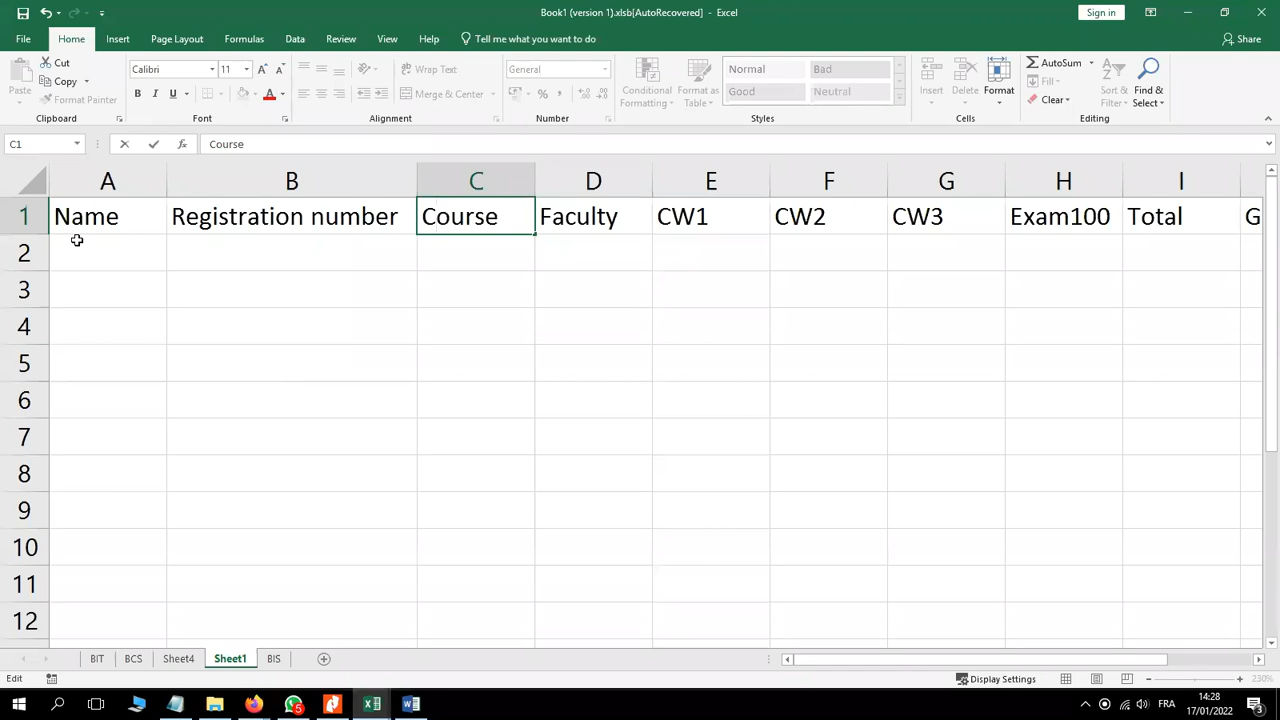 Book1 (version 1).xlsb[AutoRecovered] - Excel
Sign in
File Home Insert Page Layout Formulas Data Review View Help Tell me what you want to do Share
Paste
Cut
Copy
Format Painter
Clipboard
Calibri 11
B I U
Font
Wrap Text
Merge & Center
Alignment
General
Number
Conditional Formatting
Format as Table
Normal Bad
Good Neutral
Styles
Insert Delete Format
Cells
AutoSum
Fill
Clear
Sort & Filter
Find & Select
Editing
C1 fx Course
A B C D E F G H I
1 Name Registration number Course Faculty CW1 CW2 CW3 Exam100 Total G
2
3
4
5
6
7
8
9
10
11
12
BIT BCS Sheet4 Sheet1 BIS
Edit Display Settings 230%
5 FRA 14:28
17/01/2022 3